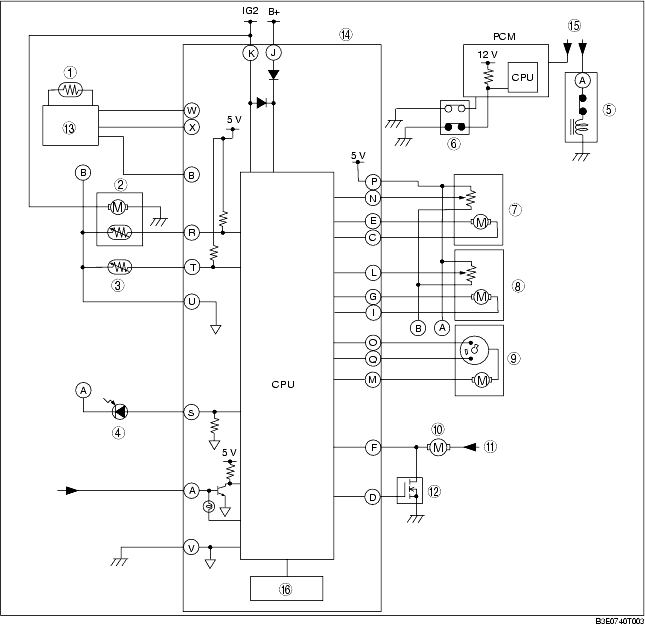 IG2 B+
14 15
PCM
K J
12 V
1
CPU A
W
13 X 5 V 5
6
B B
2
5 V
P
M N 7
R E M
C
T
3 L
8
U G M
I
B A
O
9
Q
CPU
A M M
S
4
10
5 V F M 11
A D 12
V
16
B3E0740T003